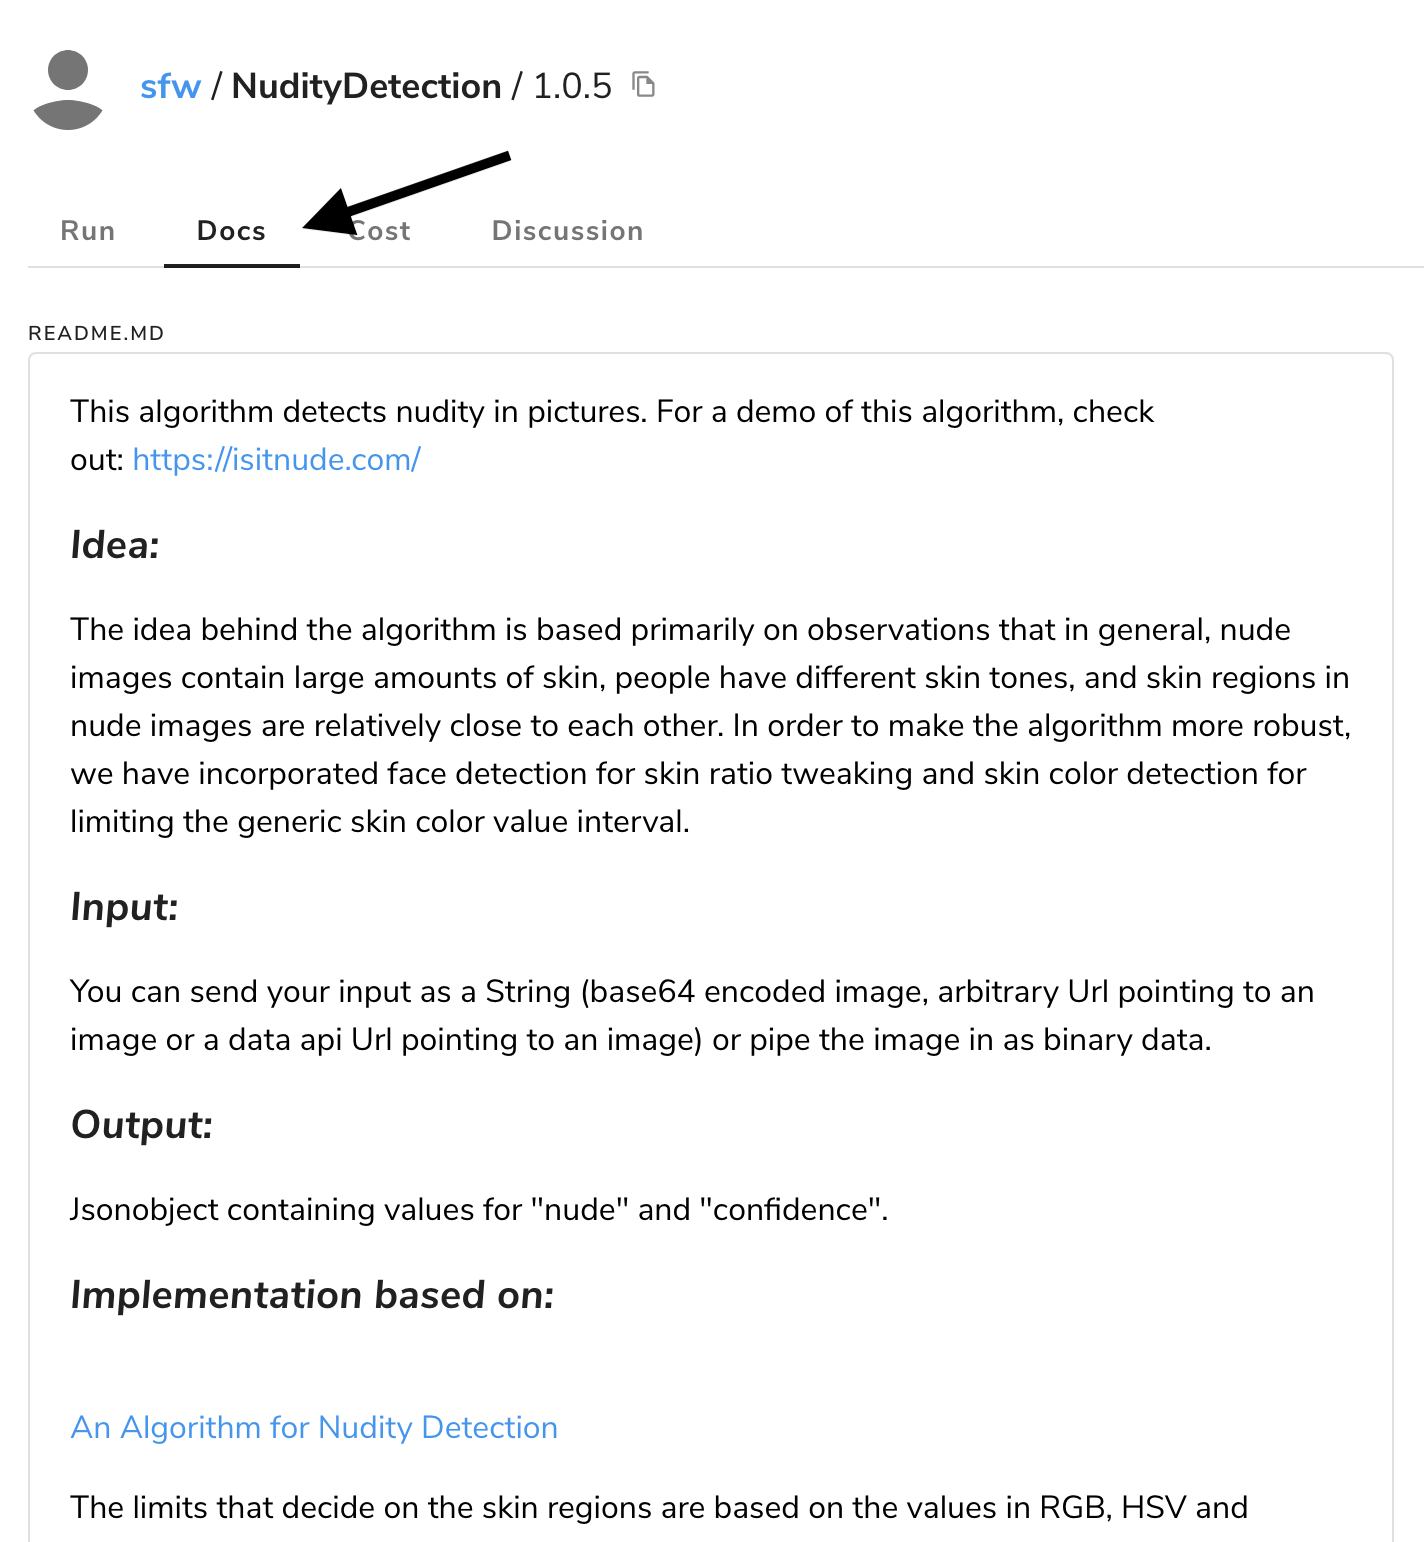 sfw / NudityDetection / 1.0.5
Run Docs Cost Discussion
README.MD
This algorithm detects nudity in pictures. For a demo of this algorithm, check
out: https://isitnude.com/
Idea:
The idea behind the algorithm is based primarily on observations that in general, nude
images contain large amounts of skin, people have different skin tones, and skin regions in
nude images are relatively close to each other. In order to make the algorithm more robust,
we have incorporated face detection for skin ratio tweaking and skin color detection for
limiting the generic skin color value interval.
Input:
You can send your input as a String (base64 encoded image, arbitrary Url pointing to an
image or a data api Url pointing to an image) or pipe the image in as binary data.
Output:
Jsonobject containing values for "nude" and "confidence".
Implementation based on:
An Algorithm for Nudity Detection
The limits that decide on the skin regions are based on the values in RGB, HSV and